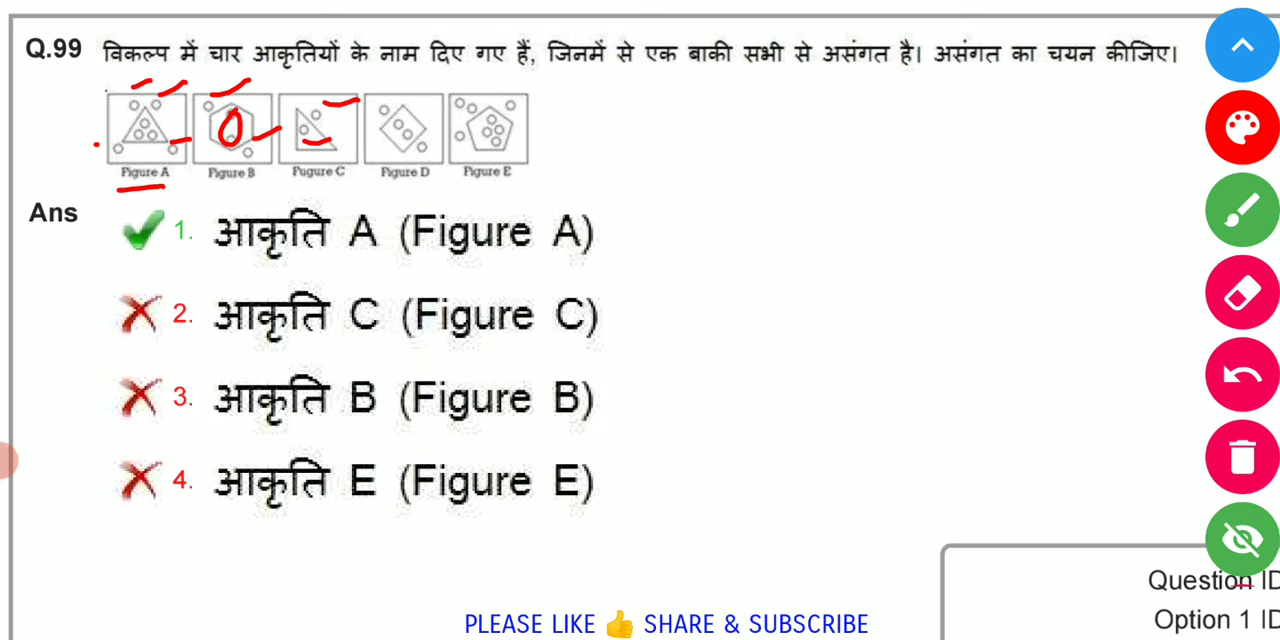 Q.99 विकल्प में चार आकृतियों के नाम दिए गए हैं, जिनमें से एक बाकी सभी से असंगत है। असंगत का चयन कीजिए।
Figure A Figure B Fugure C Figure D Figure E
Ans
1. आकृति A (Figure A)
2. आकृति C (Figure C)
3. आकृति B (Figure B)
4. आकृति E (Figure E)
Question ID
Option 1 ID
PLEASE LIKE 👍 SHARE & SUBSCRIBE